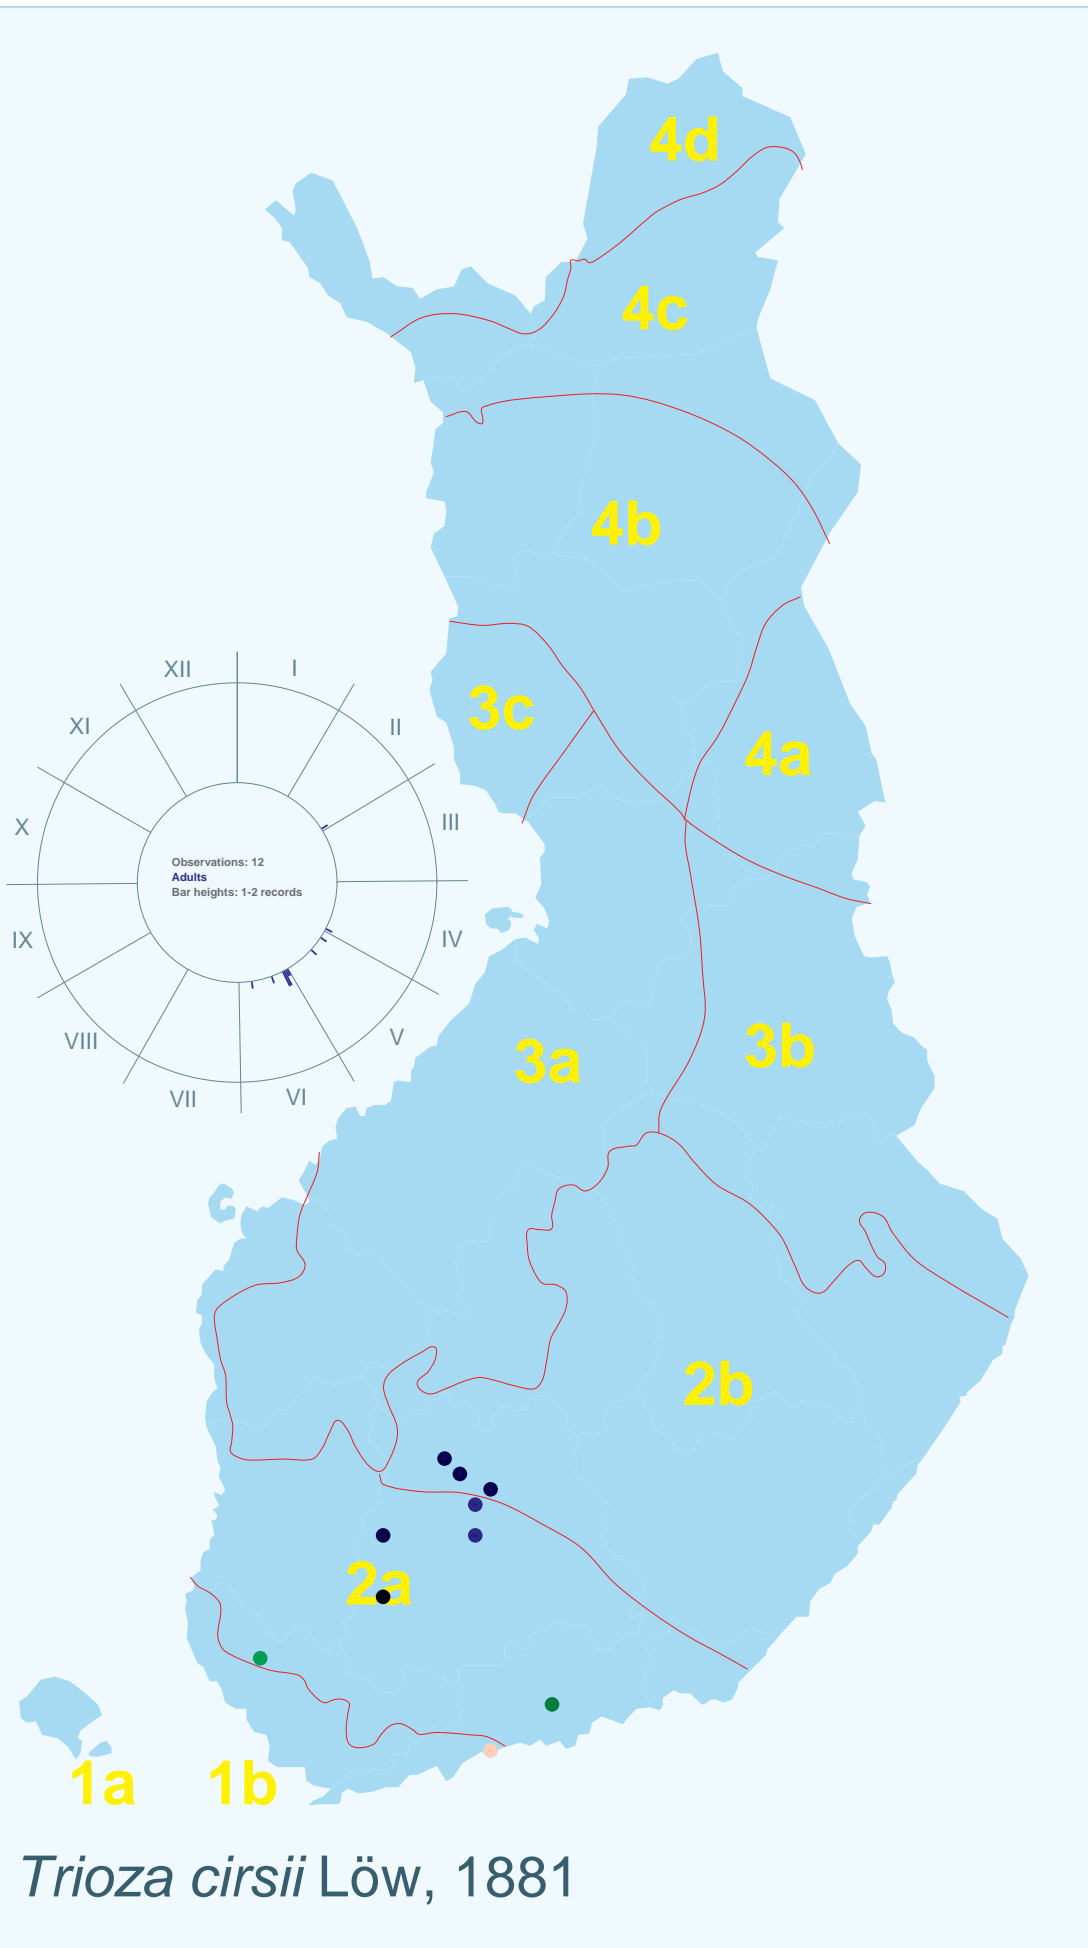 4d
4c
4b
3c
4a
XII
I
XI
II
X
III
Observations: 12
Adults
Bar heights: 1-2 records
IX
IV
VIII
V
VII
VI
3a
3b
2b
2a
1a
1b
Trioza cirsii Löw, 1881